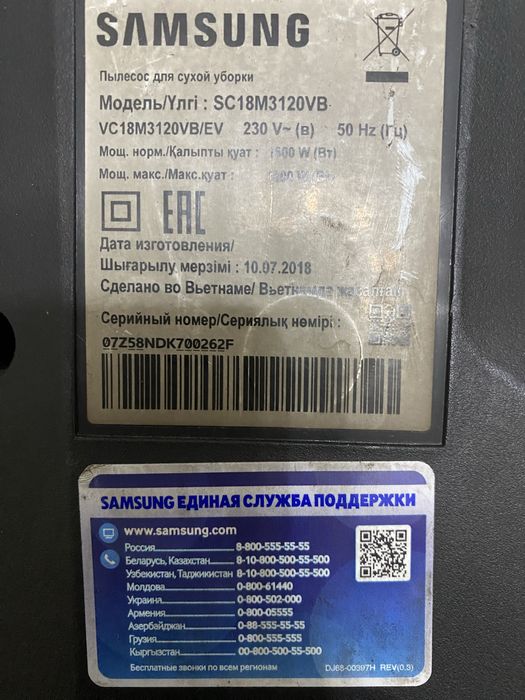 SAMSUNG
Пылесос для сухой уборки
Модель/Үлгі : SC18M3120VB
VC18M3120VB/EV 230 V~ (в) 50 Hz (Гц)
Мощ. норм./Қалыпты қуат : 1500 W (Вт)
Мощ. макс./Макс.қуат :
EAC
Дата изготовления/
Шығарылу мерзімі : 10.07.2018
Сделано во Вьетнаме/ Вьетнамда жасалған
Серийный номер/Сериялық нөмірі :
07Z58NDK700262F
SAMSUNG ЕДИНАЯ СЛУЖБА ПОДДЕРЖКИ
www.samsung.com
Россия 8-800-555-55-55
Беларусь, Казахстан 8-10-800-500-55-500
Узбекистан, Таджикистан 8-10-800-500-55-500
Молдова 0-800-61440
Украина 0-800-502-000
Армения 0-800-05555
Азербайджан 0-88-555-55-55
Грузия 0-800-555-555
Кыргызстан 00-800-500-55-500
Бесплатные звонки по всем регионам DJ68-00397H REV(0.3)